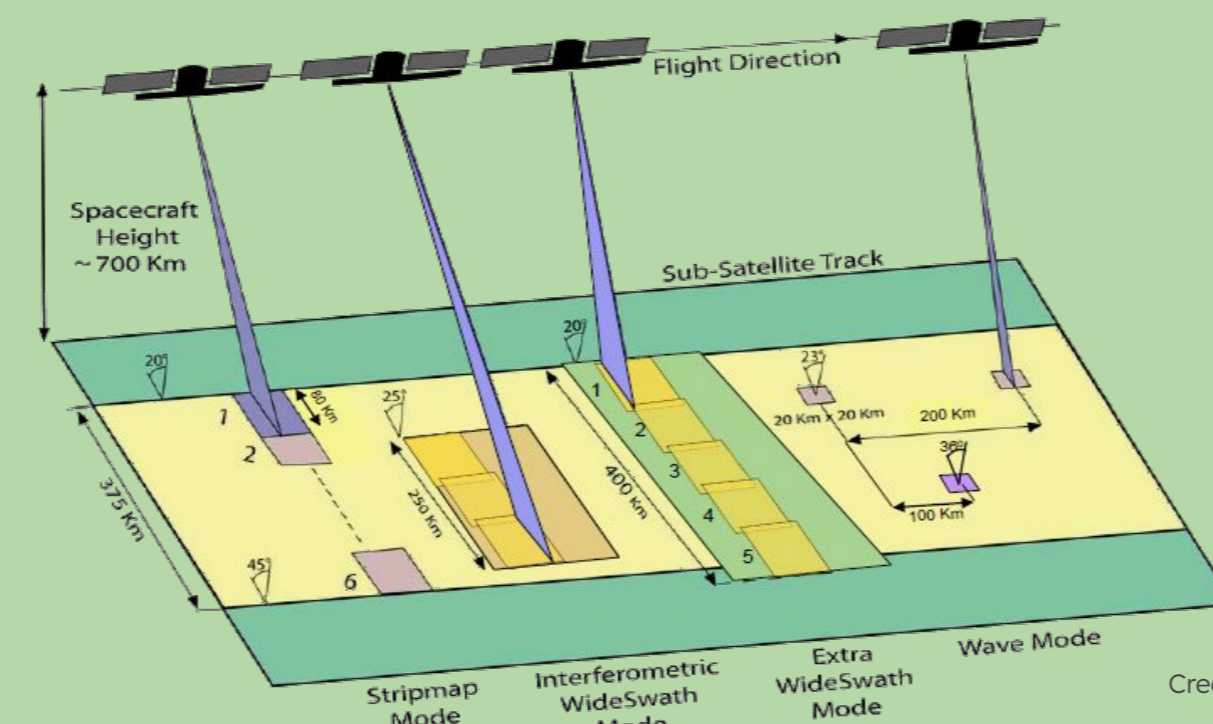 Flight Direction
Spacecraft
Height
~ 700 Km
Sub-Satellite Track
20°
20°
1
80 Km
2
25°
375 Km
250 Km
45°
6
1
2
3
4
5
400 Km
23°
20 Km x 20 Km
200 Km
36°
100 Km
Stripmap
Mode
Interferometric
WideSwath
Mode
Extra
WideSwath
Mode
Wave Mode